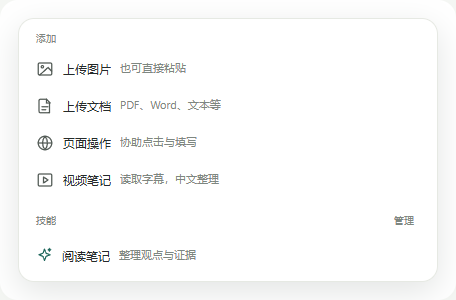 添加
上传图片 也可直接粘贴
上传文档 PDF、Word、文本等
页面操作 协助点击与填写
视频笔记 读取字幕，中文整理
技能 管理
阅读笔记 整理观点与证据